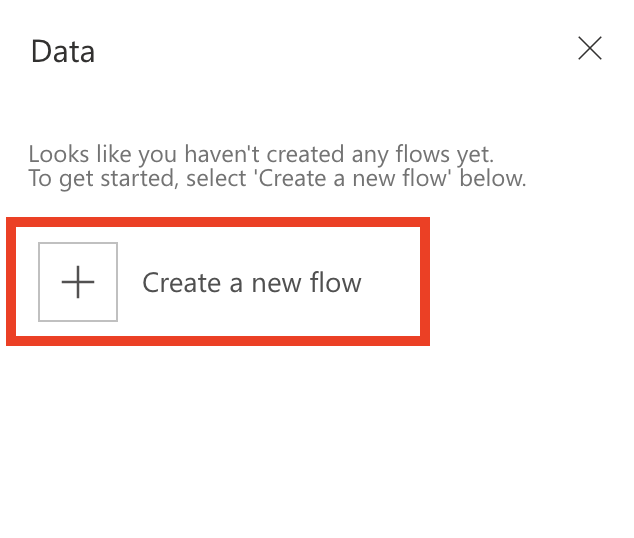 Data
Looks like you haven't created any flows yet.
To get started, select 'Create a new flow' below.
Create a new flow